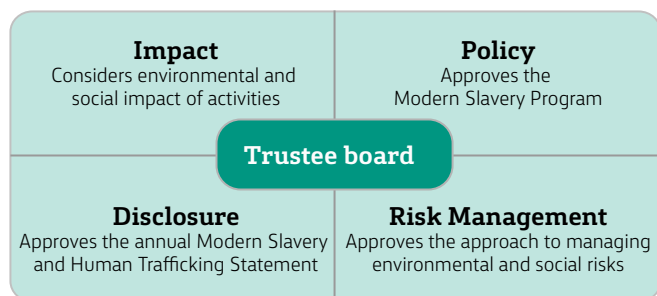 Impact
Considers environmental and
social impact of activities
Policy
Approves the
Modern Slavery Program
Trustee board
Disclosure
Approves the annual Modern Slavery
and Human Trafficking Statement
Risk Management
Approves the approach to managing
environmental and social risks